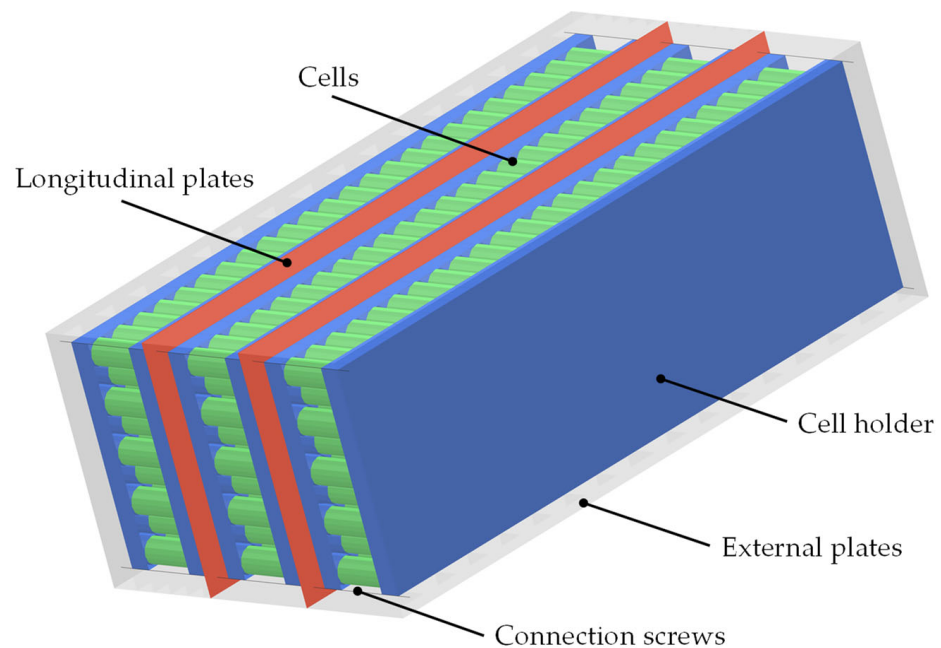 Cells
Longitudinal plates
Cell holder
External plates
Connection screws